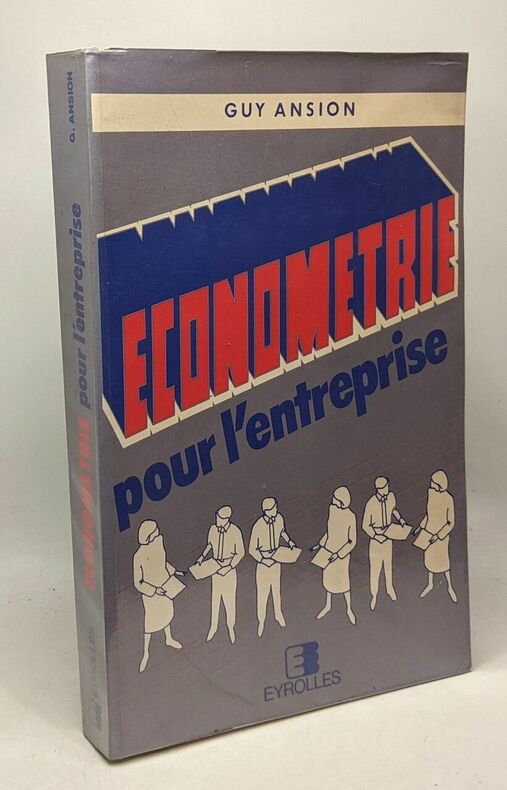 GUY ANSION
ECONOMETRIE
pour l'entreprise
EYROLLES
G. ANSION
ECONOMETRIE pour l'entreprise
EYROLLES